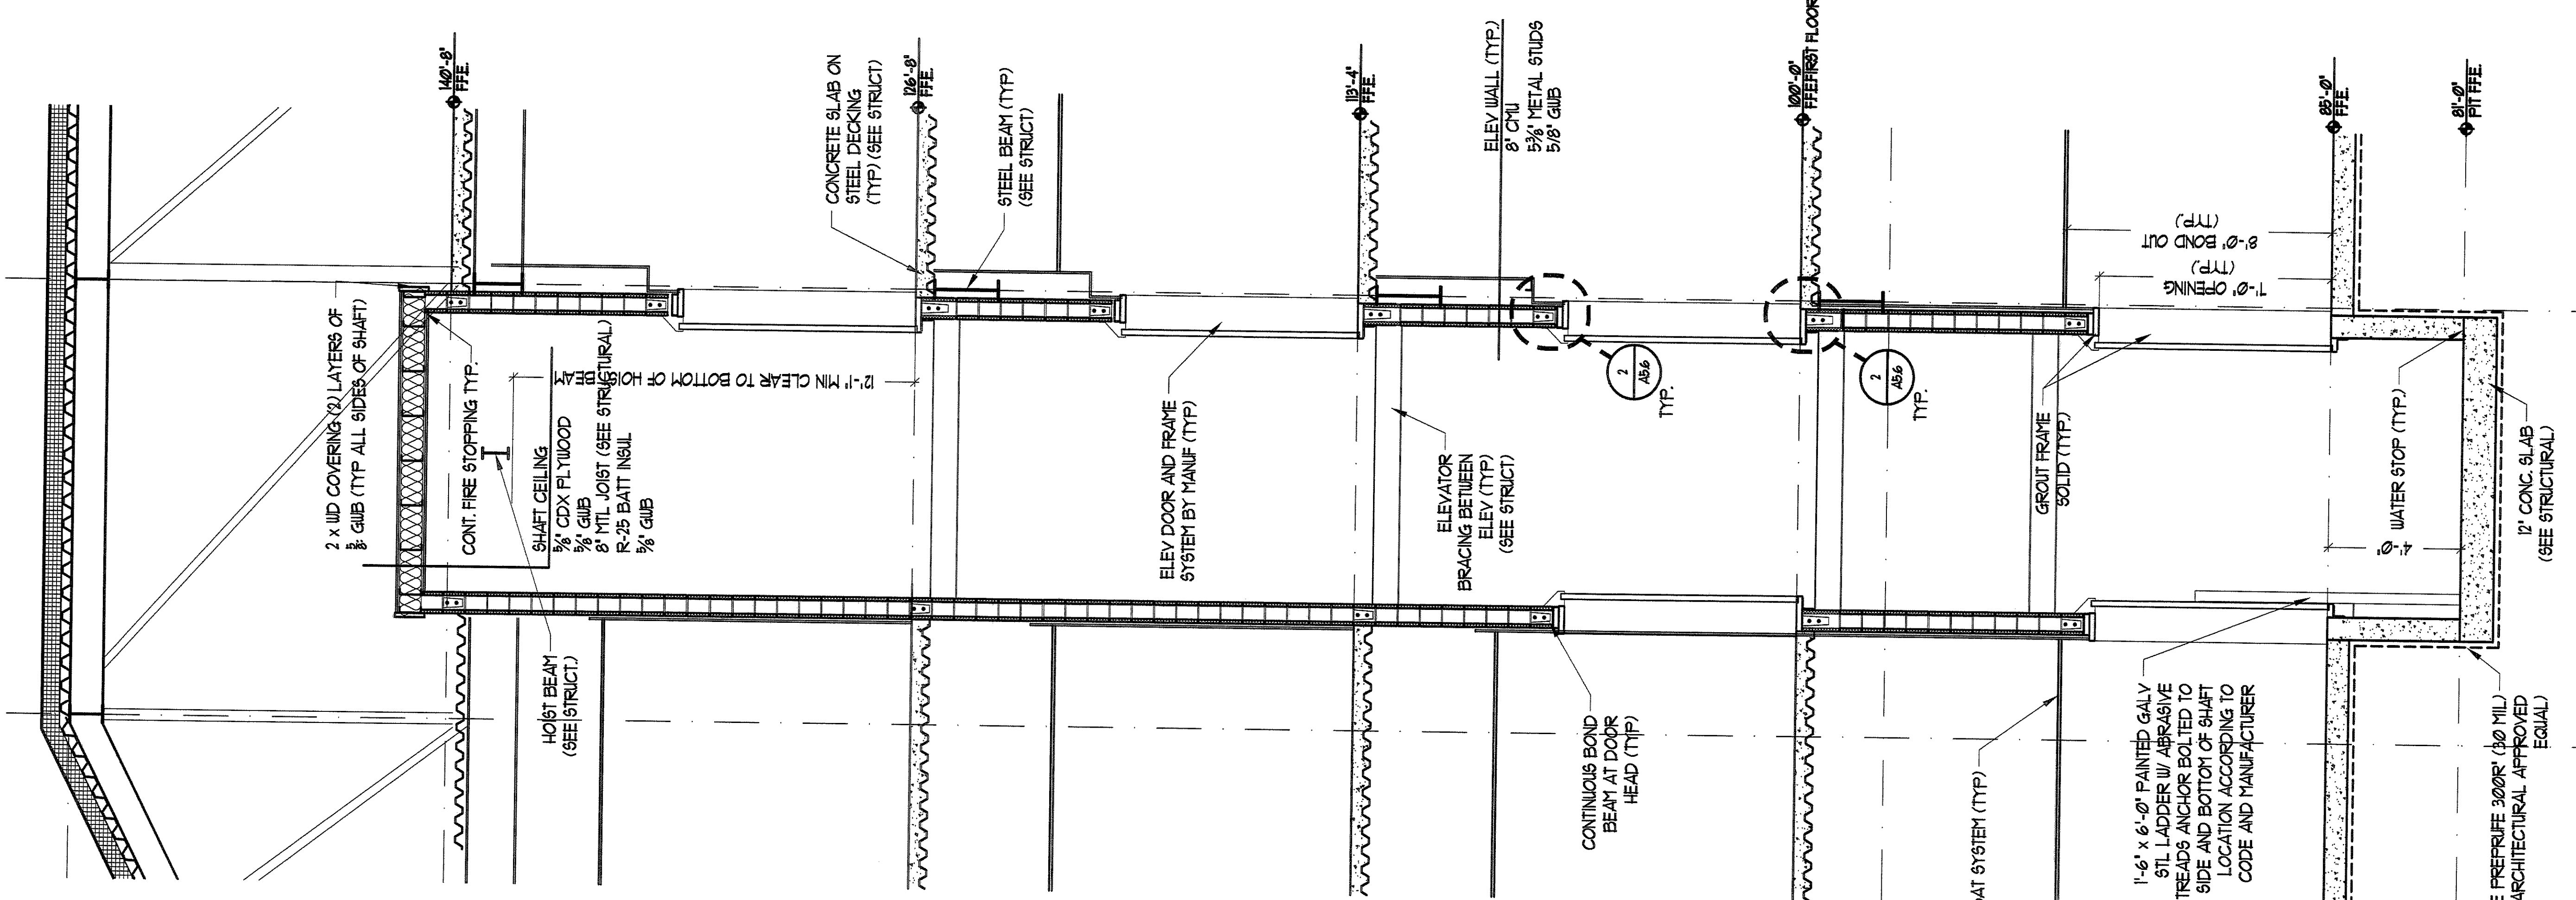 140'-8"
F.F.E.
126'-8"
F.F.E.
113'-4"
F.F.E.
100'-0"
F.F.E. FIRST FLOOR
85'-0"
F.F.E.
81'-0"
PIT F.F.E.
CONCRETE SLAB ON
STEEL DECKING
(TYP) (SEE STRUCT)
STEEL BEAM (TYP)
(SEE STRUCT)
ELEV WALL (TYP.)
8" CMU
5 3/8" METAL STUDS
5/8" GWB
8'-0" BOND OUT
(TYP.)
7'-0" OPENING
(TYP.)
2 x WD COVERING (2) LAYERS OF
5/8" GWB (TYP ALL SIDES OF SHAFT)
CONT. FIRE STOPPING TYP.
12'-1" MIN CLEAR TO BOTTOM OF HOIST BEAM
SHAFT CEILING
5/8" CDX PLYWOOD
5/8" GWB
8" MTL JOIST (SEE STRUCTURAL)
R-25 BATT INSUL
5/8" GWB
ELEV DOOR AND FRAME
SYSTEM BY MANUF (TYP)
ELEVATOR
BRACING BETWEEN
ELEV (TYP)
(SEE STRUCT)
2
A5.6
TYP.
2
A5.6
TYP.
GROUT FRAME
SOLID (TYP.)
WATER STOP (TYP.)
4'-0"
12" CONC. SLAB
(SEE STRUCTURAL)
HOIST BEAM
(SEE STRUCT.)
CONTINUOUS BOND
BEAM AT DOOR
HEAD (TYP)
SYSTEM (TYP)
1'-6" x 6'-0" PAINTED GALV
STL LADDER W/ ABRASIVE
TREADS ANCHOR BOLTED TO
SIDE AND BOTTOM OF SHAFT
LOCATION ACCORDING TO
CODE AND MANUFACTURER
PREPRUFE 300R" (30 MIL)
ARCHITECTURAL APPROVED
EQUAL)